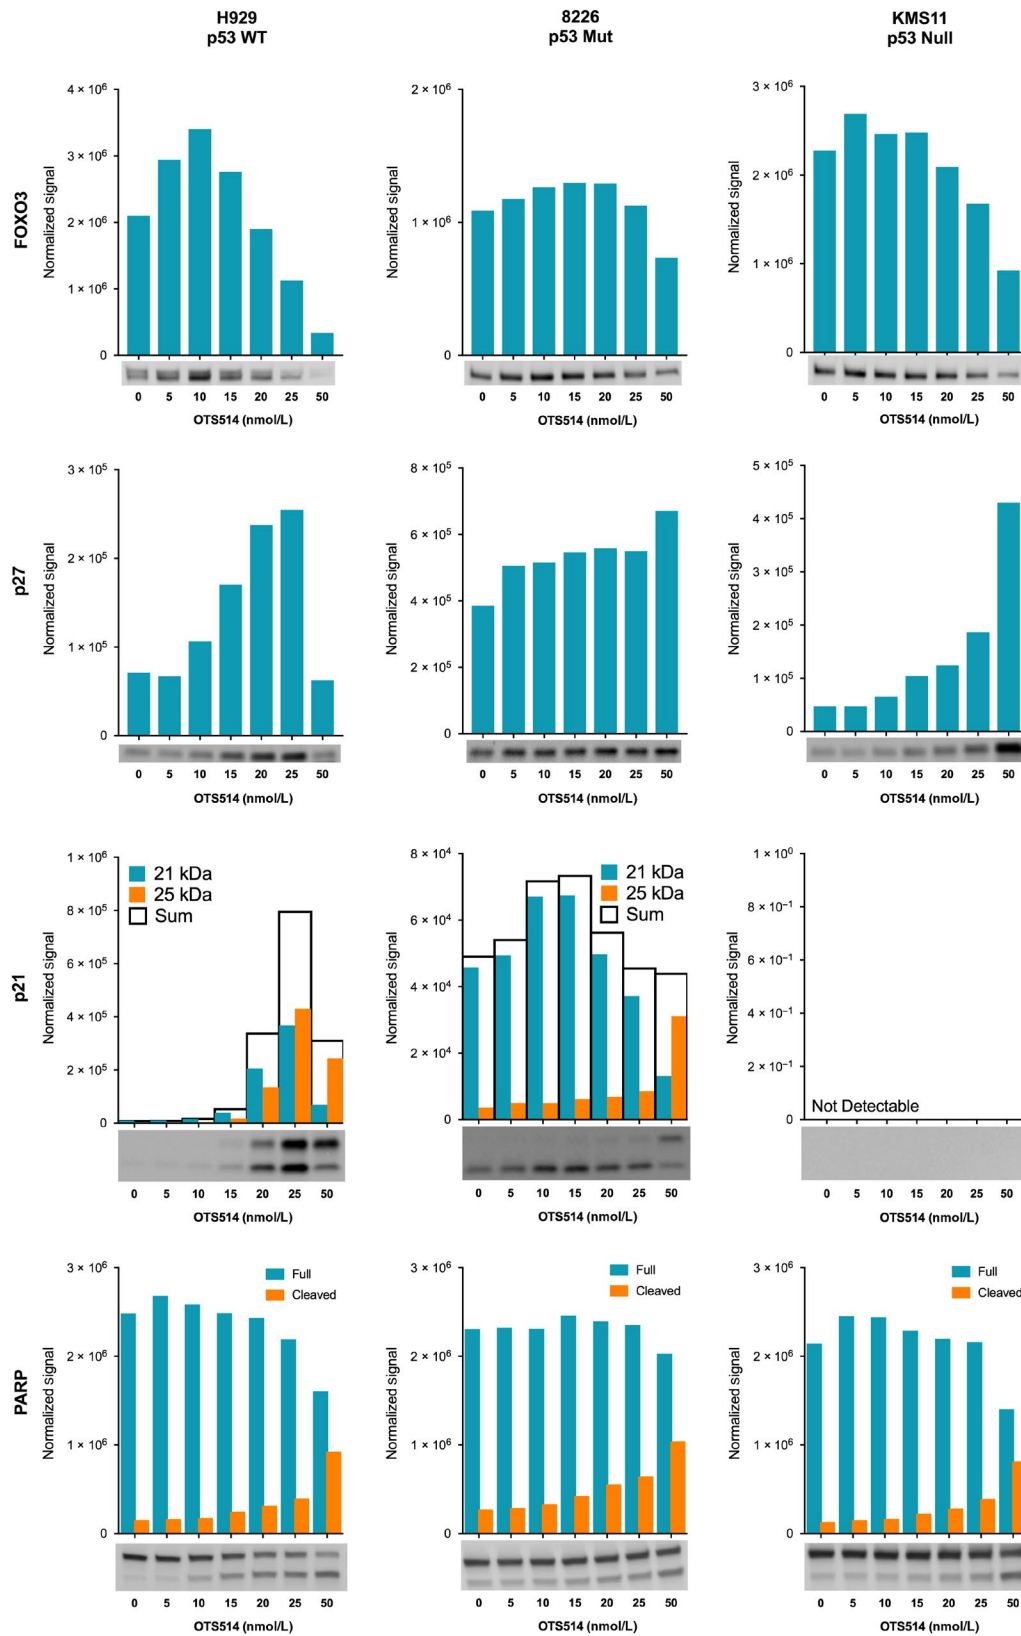 H929
p53 WT
8226
p53 Mut
KMS11
p53 Null
FOXO3
Normalized signal
4 × 10⁶
3 × 10⁶
2 × 10⁶
1 × 10⁶
0
0 5 10 15 20 25 50
OTS514 (nmol/L)
Normalized signal
2 × 10⁶
1 × 10⁶
0
0 5 10 15 20 25 50
OTS514 (nmol/L)
Normalized signal
3 × 10⁶
2 × 10⁶
1 × 10⁶
0
0 5 10 15 20 25 50
OTS514 (nmol/L)
p27
Normalized signal
3 × 10⁵
2 × 10⁵
1 × 10⁵
0
0 5 10 15 20 25 50
OTS514 (nmol/L)
Normalized signal
8 × 10⁵
6 × 10⁵
4 × 10⁵
2 × 10⁵
0
0 5 10 15 20 25 50
OTS514 (nmol/L)
Normalized signal
5 × 10⁵
4 × 10⁵
3 × 10⁵
2 × 10⁵
1 × 10⁵
0
0 5 10 15 20 25 50
OTS514 (nmol/L)
p21
Normalized signal
1 × 10⁶
8 × 10⁵
6 × 10⁵
4 × 10⁵
2 × 10⁵
0
21 kDa
25 kDa
Sum
0 5 10 15 20 25 50
OTS514 (nmol/L)
Normalized signal
8 × 10⁴
6 × 10⁴
4 × 10⁴
2 × 10⁴
0
21 kDa
25 kDa
Sum
0 5 10 15 20 25 50
OTS514 (nmol/L)
Normalized signal
1 × 10⁰
8 × 10⁻¹
6 × 10⁻¹
4 × 10⁻¹
2 × 10⁻¹
0
Not Detectable
0 5 10 15 20 25 50
OTS514 (nmol/L)
PARP
Normalized signal
3 × 10⁶
2 × 10⁶
1 × 10⁶
0
Full
Cleaved
0 5 10 15 20 25 50
OTS514 (nmol/L)
Normalized signal
3 × 10⁶
2 × 10⁶
1 × 10⁶
0
Full
Cleaved
0 5 10 15 20 25 50
OTS514 (nmol/L)
Normalized signal
3 × 10⁶
2 × 10⁶
1 × 10⁶
0
Full
Cleaved
0 5 10 15 20 25 50
OTS514 (nmol/L)